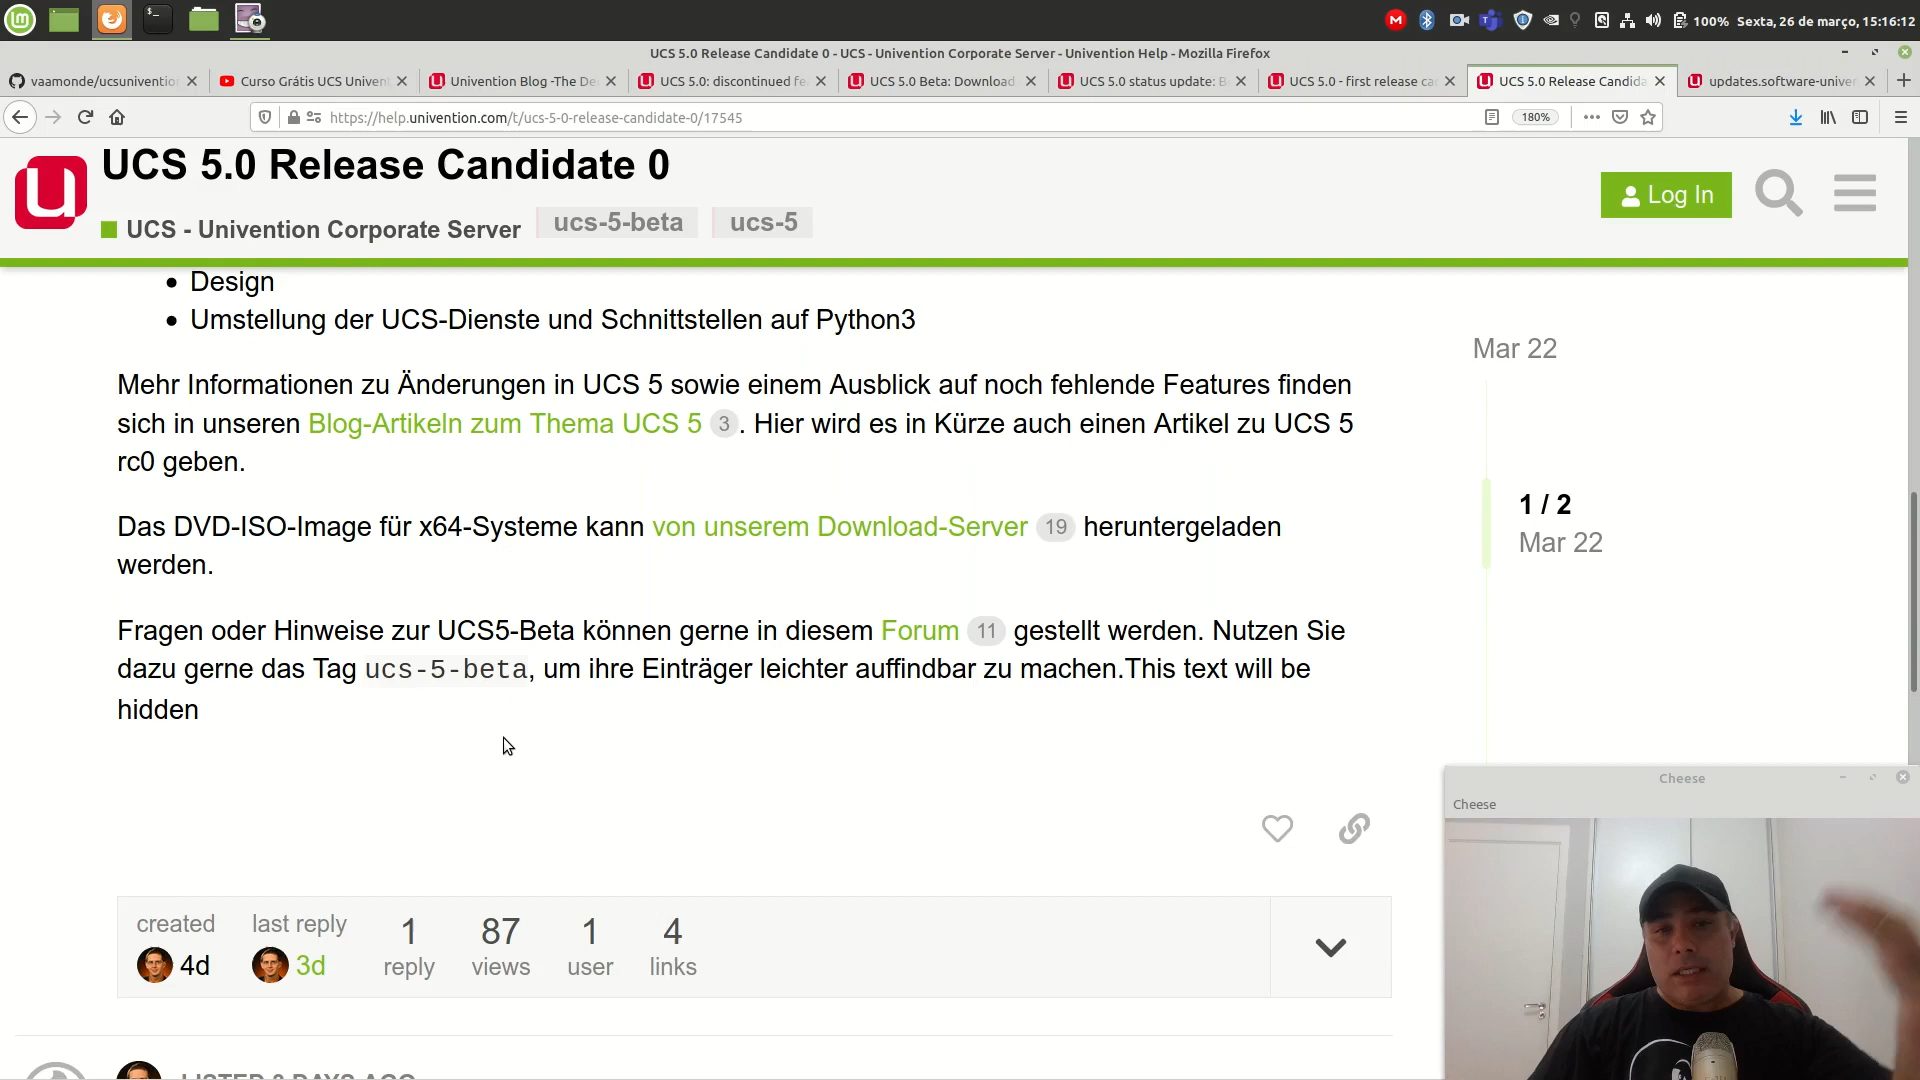 100% Sexta, 26 de março, 15:16:12
UCS 5.0 Release Candidate 0 - UCS - Univention Corporate Server - Univention Help - Mozilla Firefox
vaamonde/ucsunivention
Curso Grátis UCS Univent
Univention Blog -The De
UCS 5.0: discontinued fe
UCS 5.0 Beta: Download
UCS 5.0 status update: B
UCS 5.0 - first release ca
UCS 5.0 Release Candida
updates.software-univer
https://help.univention.com/t/ucs-5-0-release-candidate-0/17545
180%
UCS 5.0 Release Candidate 0
UCS - Univention Corporate Server ucs-5-beta ucs-5
Log In
Design
Umstellung der UCS-Dienste und Schnittstellen auf Python3
Mehr Informationen zu Änderungen in UCS 5 sowie einem Ausblick auf noch fehlende Features finden
sich in unseren Blog-Artikeln zum Thema UCS 5 3. Hier wird es in Kürze auch einen Artikel zu UCS 5
rc0 geben.
Das DVD-ISO-Image für x64-Systeme kann von unserem Download-Server 19 heruntergeladen
werden.
Fragen oder Hinweise zur UCS5-Beta können gerne in diesem Forum 11 gestellt werden. Nutzen Sie
dazu gerne das Tag ucs-5-beta, um ihre Einträger leichter auffindbar zu machen.This text will be
hidden
Mar 22
1 / 2
Mar 22
created last reply 1 87 1 4
4d 3d reply views user links
LISTED 3 DAYS AGO
Cheese
Cheese